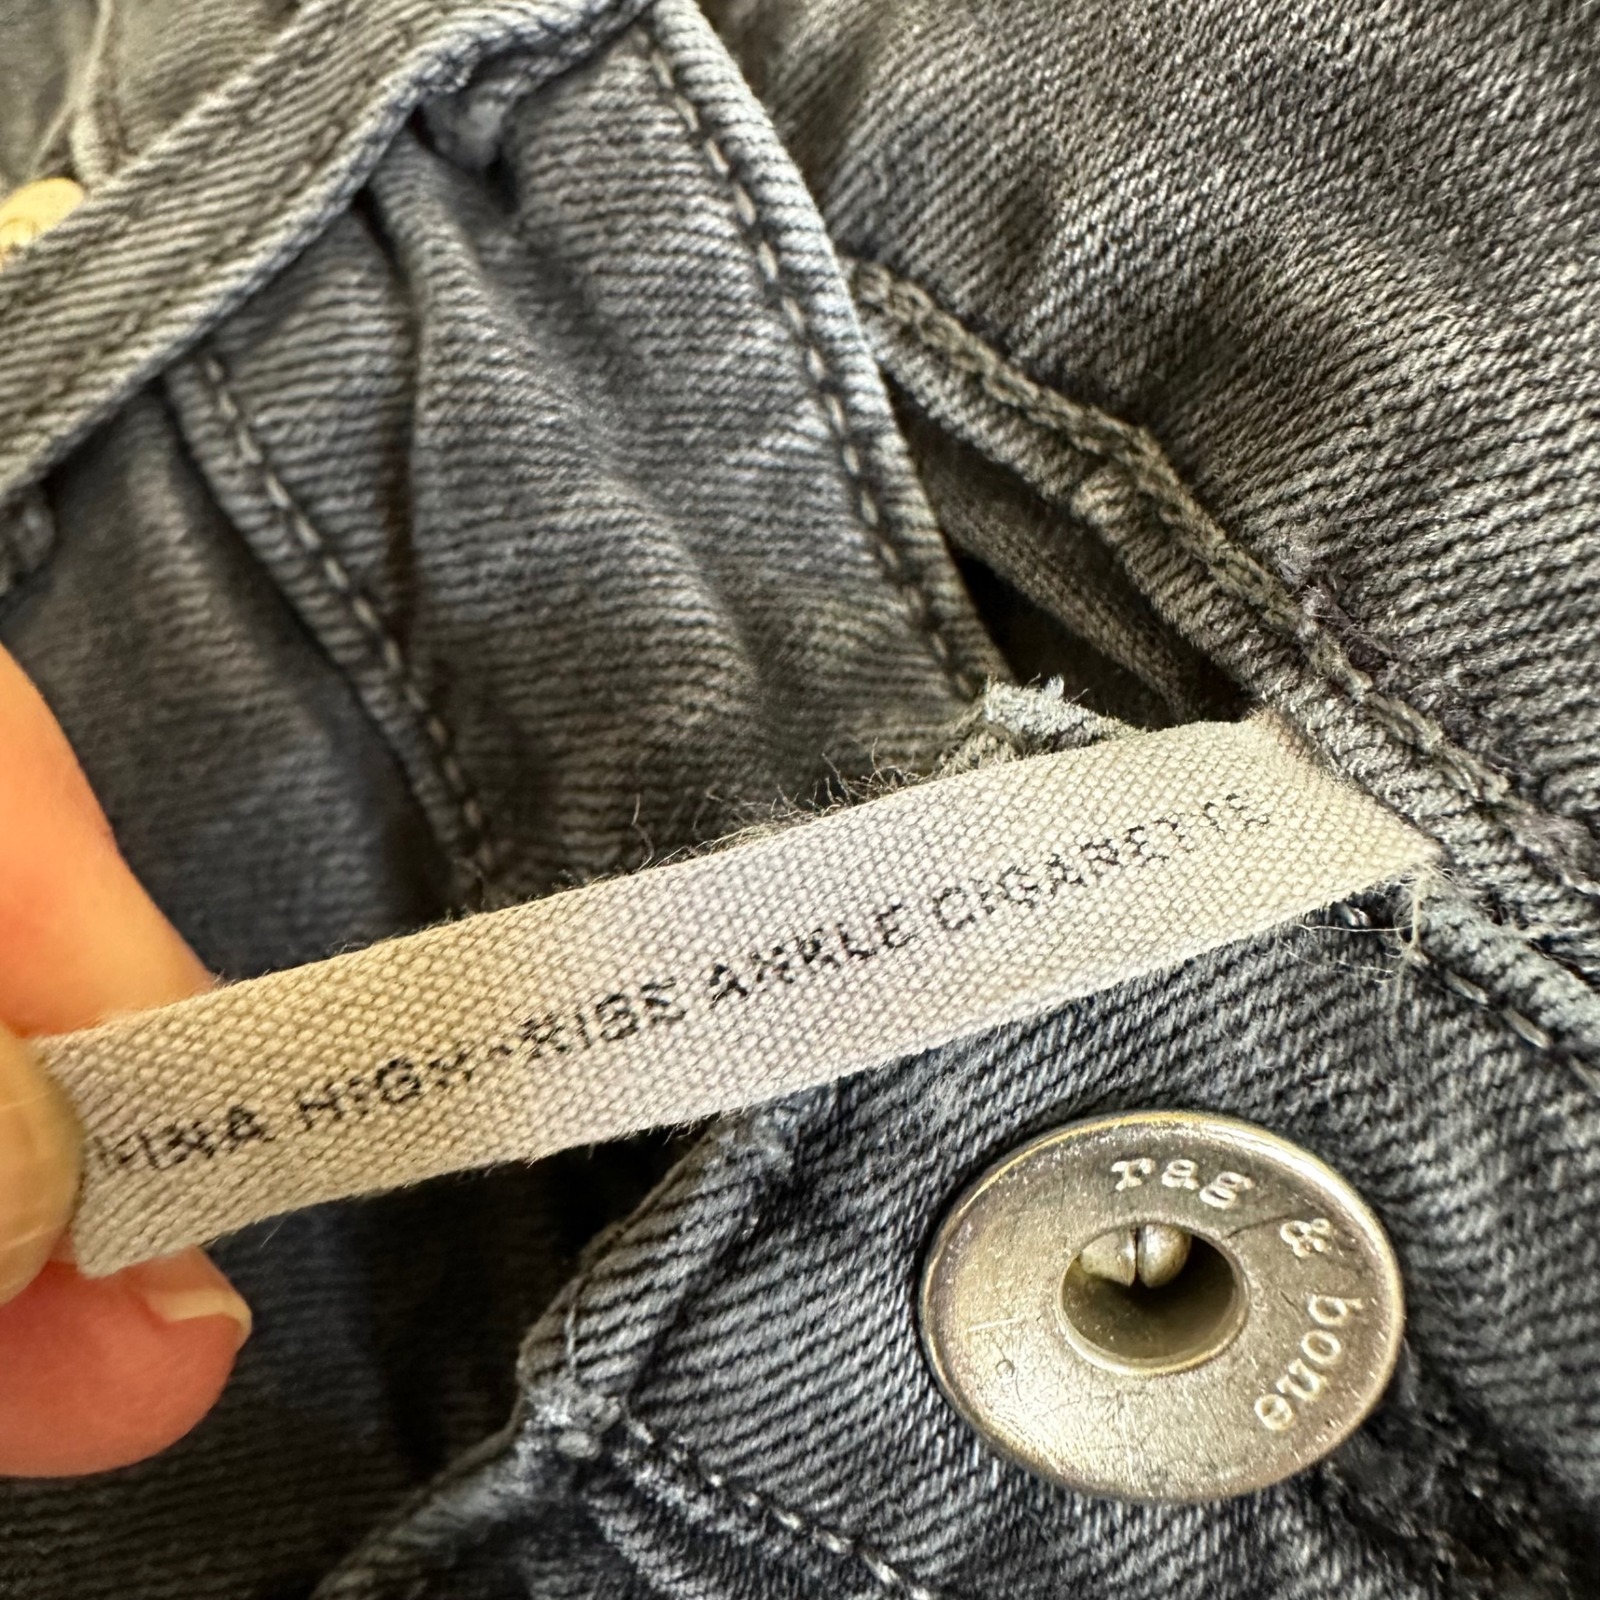 NINA HIGH-RISE ANKLE CIGARETTE
rag & bone